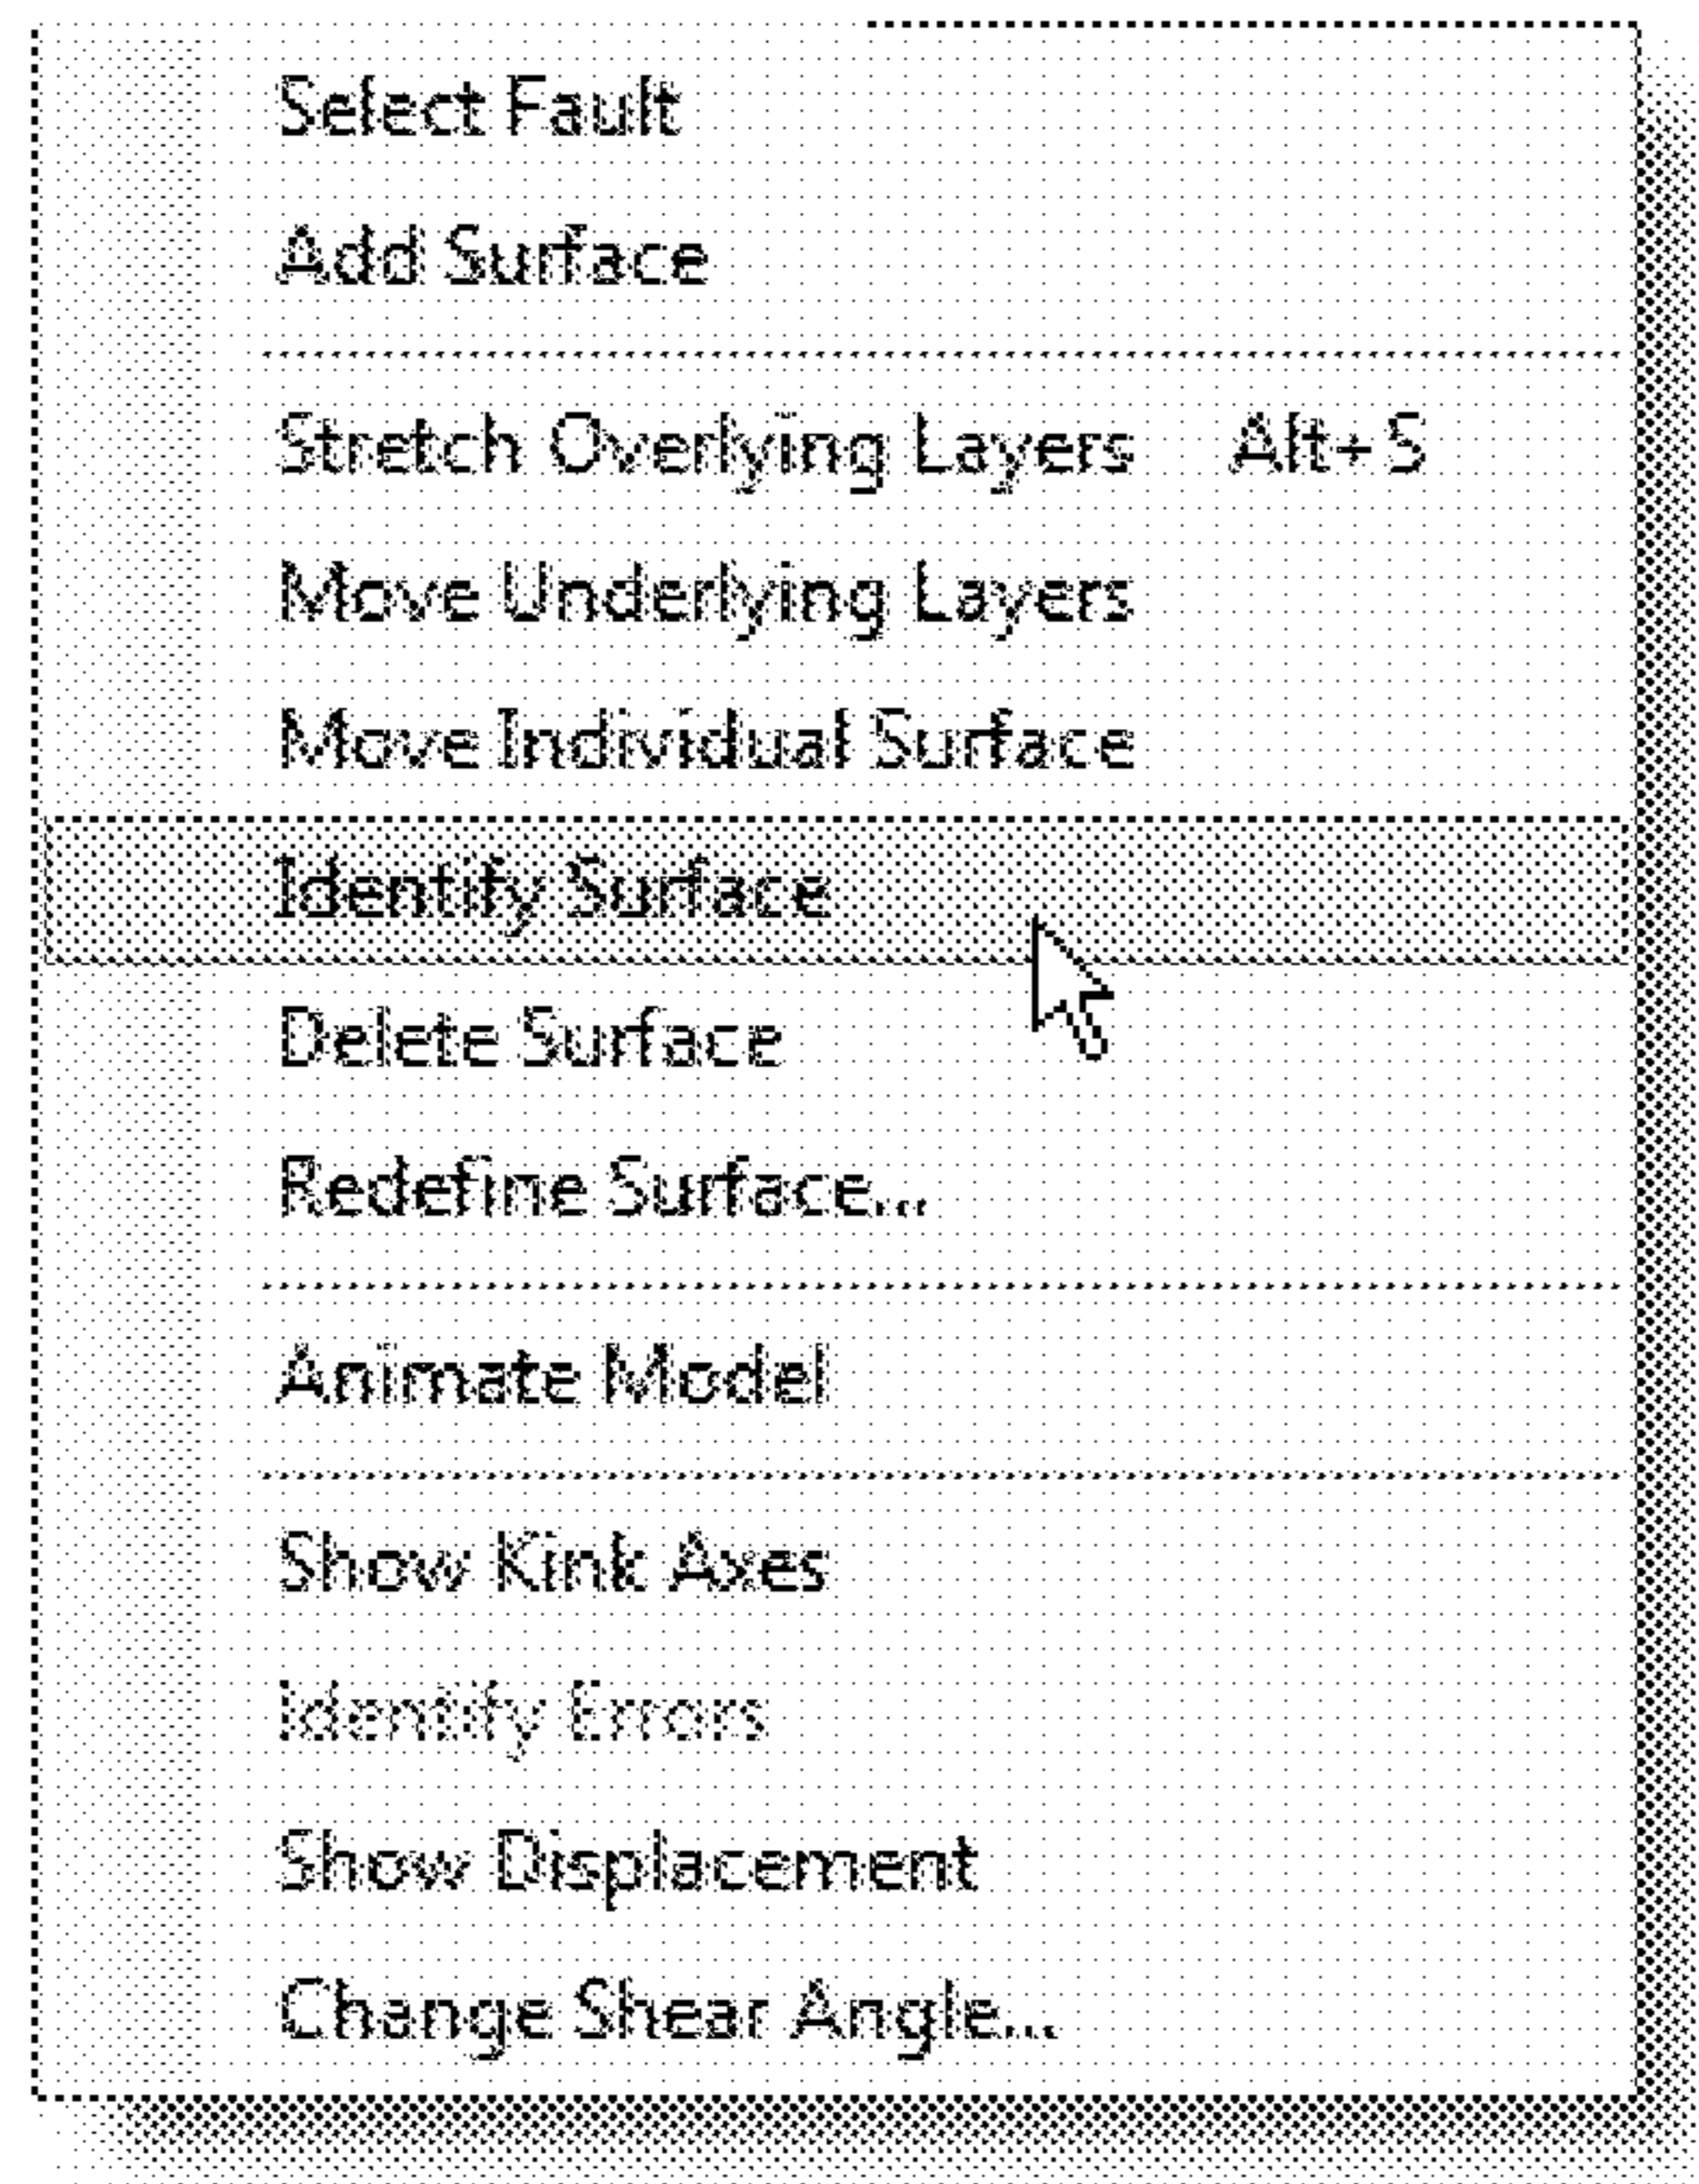 Select Fault
Add Surface
Stretch Overlying Layers Alt+S
Move Underlying Layers
Move Individual Surface
Identify Surface
Delete Surface
Redefine Surface...
Animate Model
Show Kink Axes
Identify Errors
Show Displacement
Change Shear Angle...